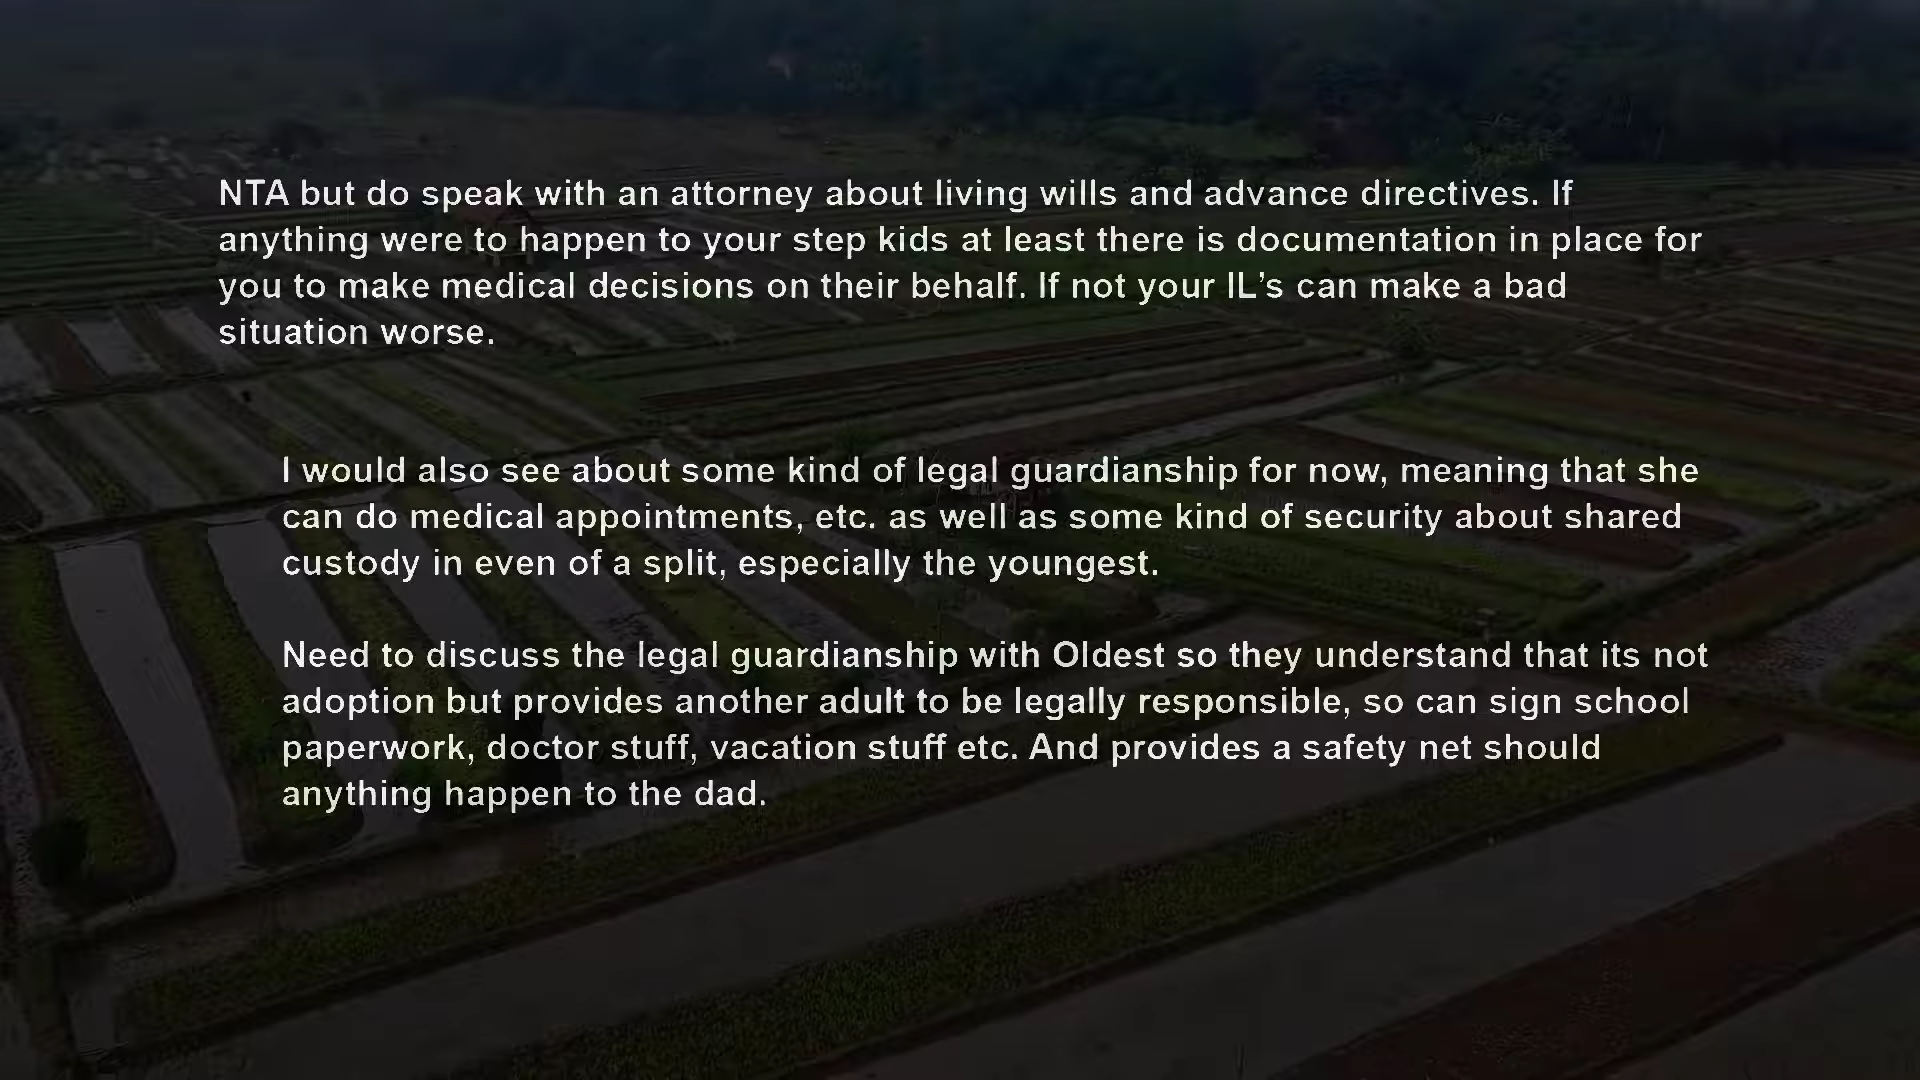 NTA but do speak with an attorney about living wills and advance directives. If
anything were to happen to your step kids at least there is documentation in place for
you to make medical decisions on their behalf. If not your IL’s can make a bad
situation worse.
I would also see about some kind of legal guardianship for now, meaning that she
can do medical appointments, etc. as well as some kind of security about shared
custody in even of a split, especially the youngest.
Need to discuss the legal guardianship with Oldest so they understand that its not
adoption but provides another adult to be legally responsible, so can sign school
paperwork, doctor stuff, vacation stuff etc. And provides a safety net should
anything happen to the dad.